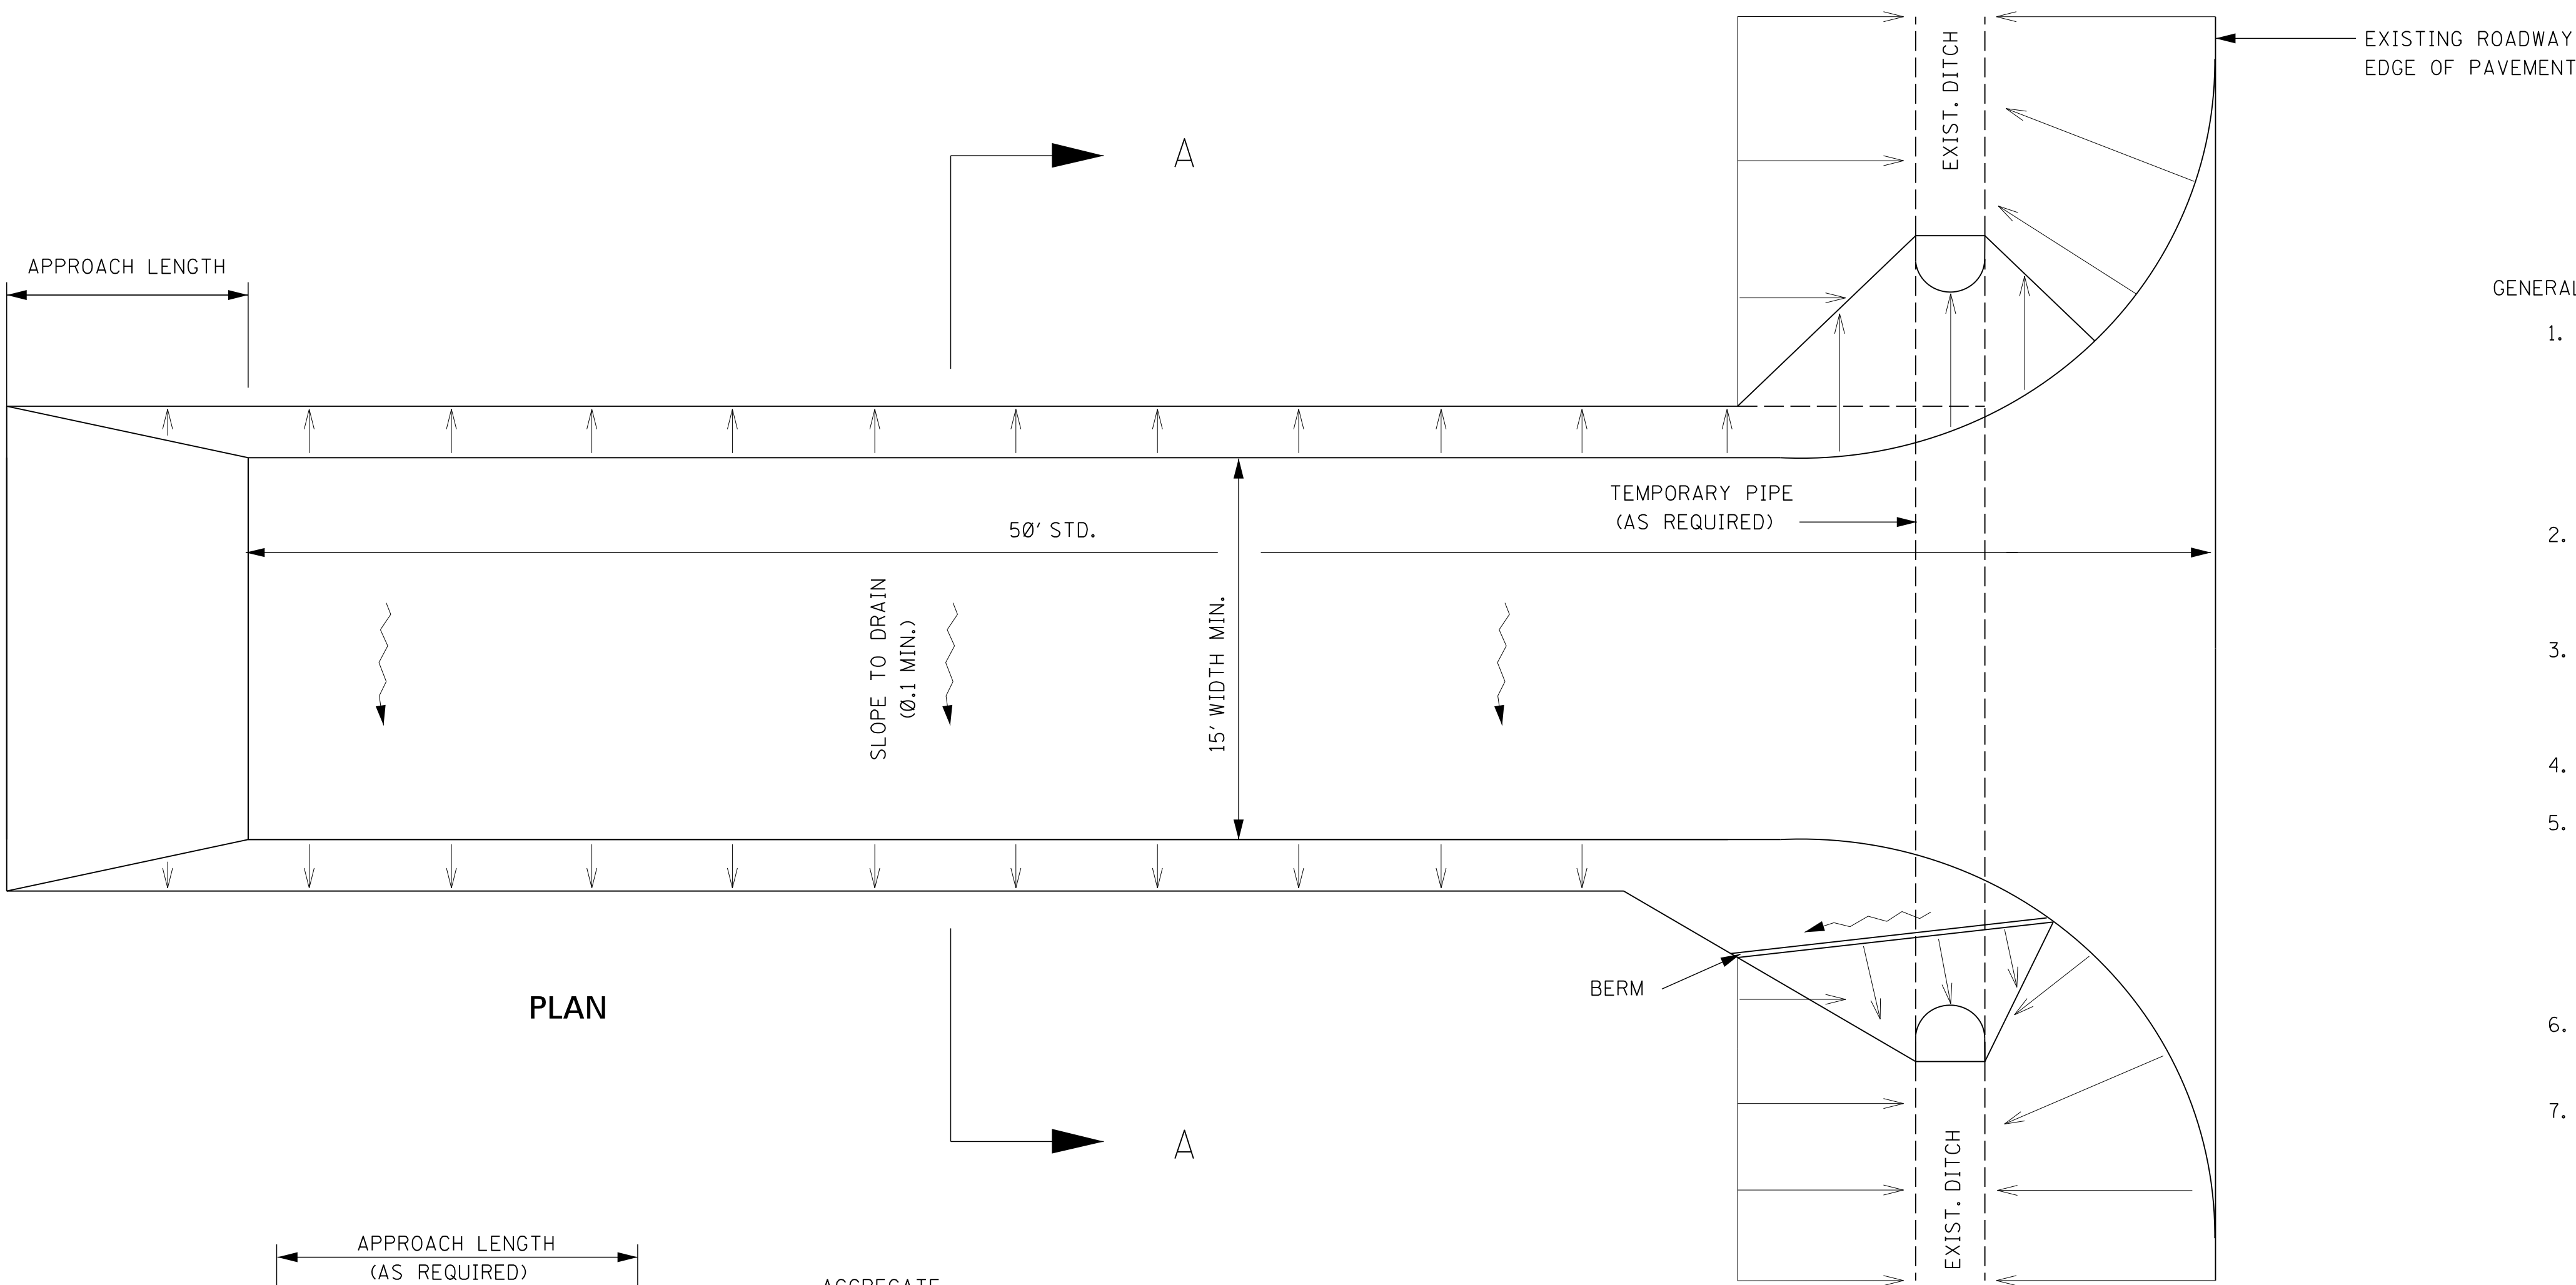 EXIST. DITCH
EXISTING ROADWAY
EDGE OF PAVEMENT
A
APPROACH LENGTH
GENERAL
1.
TEMPORARY PIPE
(AS REQUIRED)
50' STD.
2.
SLOPE TO DRAIN
(0.1 MIN.)
15' WIDTH MIN.
3.
4.
5.
BERM
PLAN
6.
7.
A
EXIST. DITCH
APPROACH LENGTH
(AS REQUIRED)
AGGREGATE